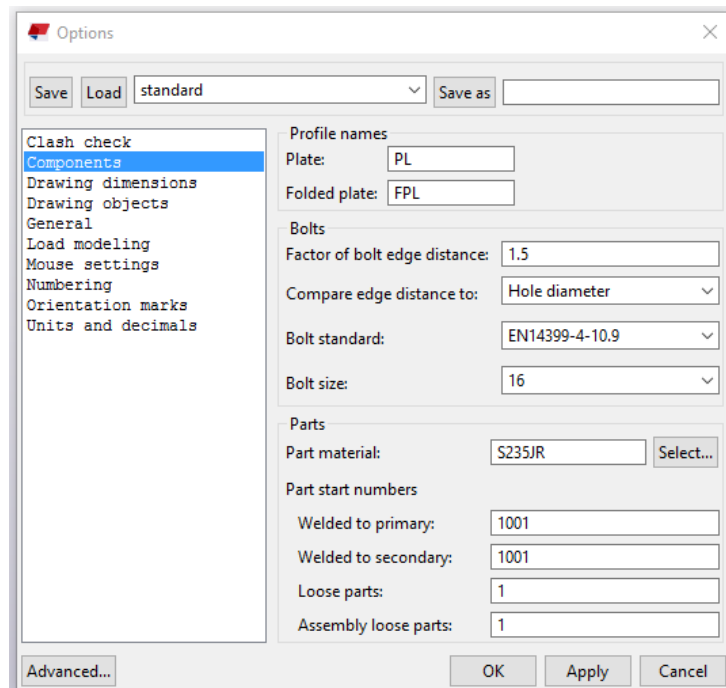 Options
Save Load standard Save as
Clash check
Components
Drawing dimensions
Drawing objects
General
Load modeling
Mouse settings
Numbering
Orientation marks
Units and decimals
Profile names
Plate: PL
Folded plate: FPL
Bolts
Factor of bolt edge distance: 1.5
Compare edge distance to: Hole diameter
Bolt standard: EN14399-4-10.9
Bolt size: 16
Parts
Part material: S235JR Select...
Part start numbers
Welded to primary: 1001
Welded to secondary: 1001
Loose parts: 1
Assembly loose parts: 1
Advanced... OK Apply Cancel